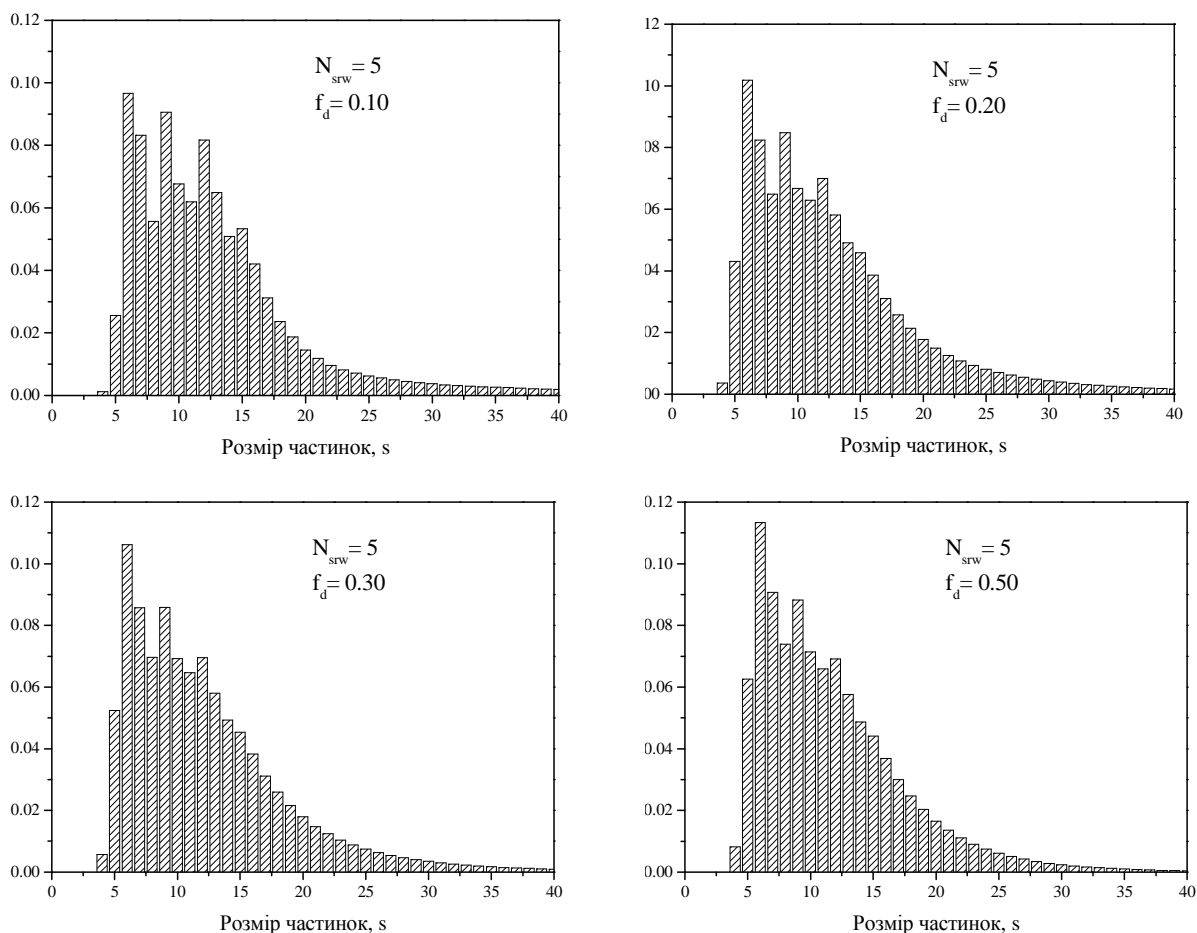 0.12
0.10
0.08
0.06
0.04
0.02
0.00
N_srw = 5
f_d = 0.10
0 5 10 15 20 25 30 35 40
Розмір частинок, s
12
10
08
06
04
02
00
N_srw = 5
f_d = 0.20
0 5 10 15 20 25 30 35 40
Розмір частинок, s
0.12
0.10
0.08
0.06
0.04
0.02
0.00
N_srw = 5
f_d = 0.30
0 5 10 15 20 25 30 35 40
Розмір частинок, s
0.12
0.10
0.08
0.06
0.04
0.02
0.00
N_srw = 5
f_d = 0.50
0 5 10 15 20 25 30 35 40
Розмір частинок, s